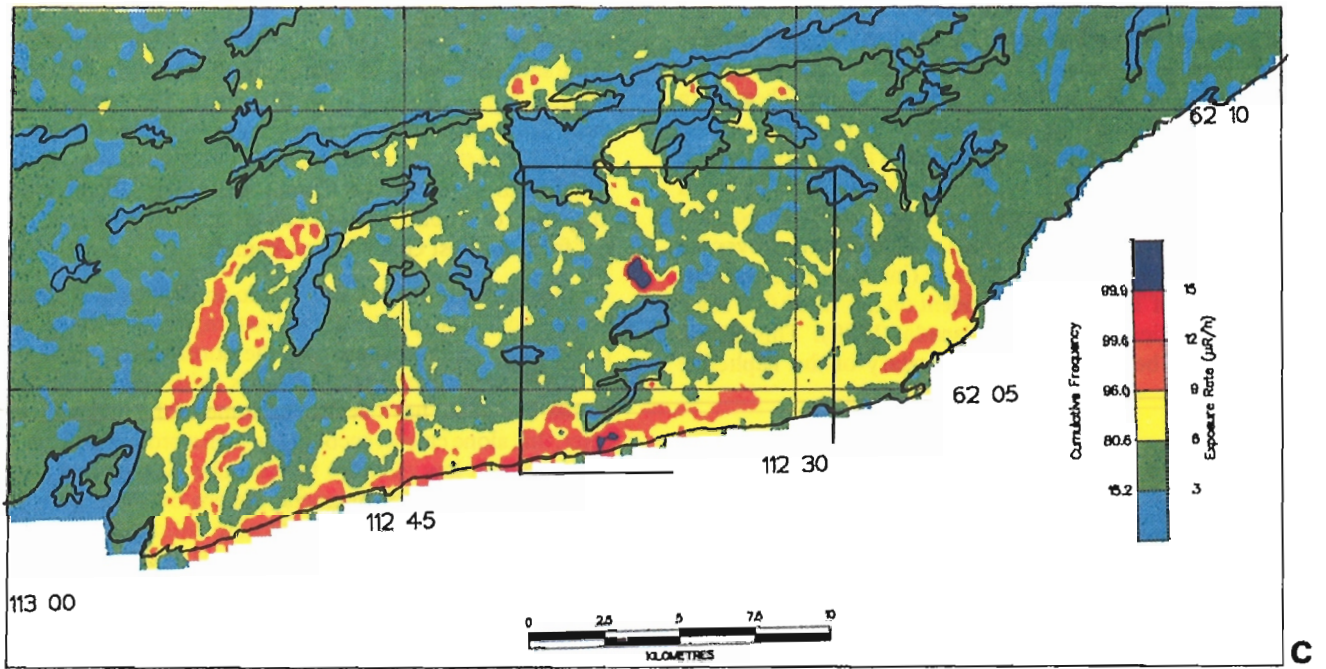 62 10
99.9 15
99.6 12
96.0 9
80.6 6
15.2 3
Cumulative Frequency
Exposure Rate (µR/h)
62 05
112 30
112 45
113 00
0 2.5 5 7.5 10
KILOMETRES
C